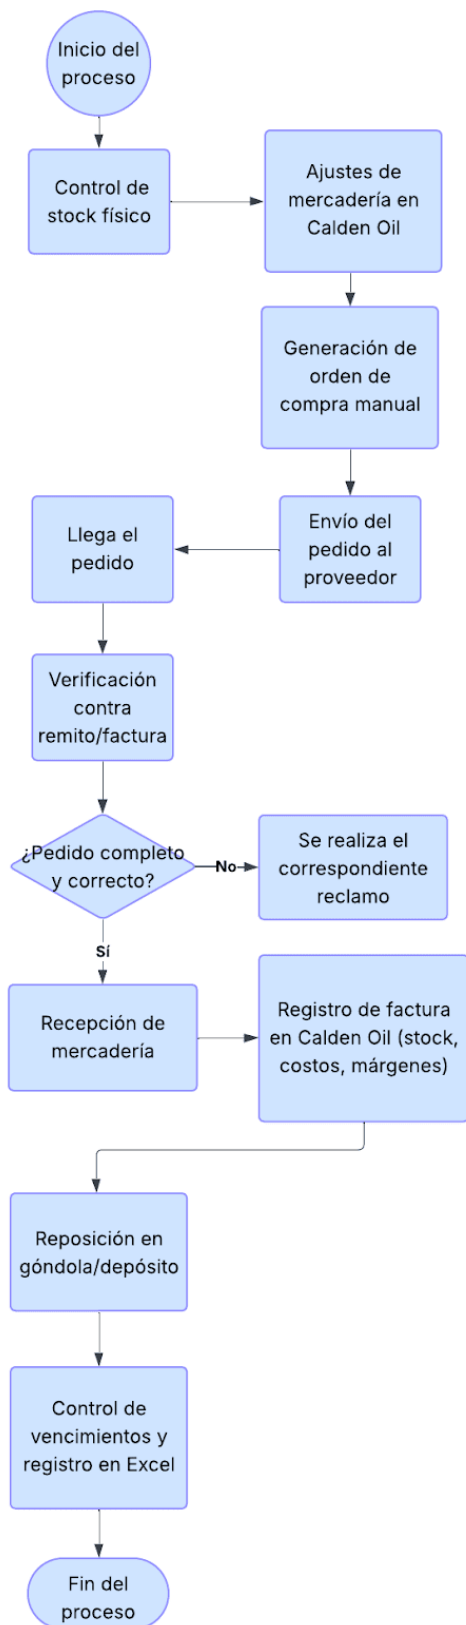 Inicio del
proceso
Control de
stock físico
Ajustes de
mercadería en
Calden Oil
Generación de
orden de
compra manual
Envío del
pedido al
proveedor
Llega el
pedido
Verificación
contra
remito/factura
¿Pedido completo
y correcto?
No
Se realiza el
correspondiente
reclamo
Sí
Recepción de
mercadería
Registro de factura
en Calden Oil (stock,
costos, márgenes)
Reposición en
góndola/depósito
Control de
vencimientos y
registro en Excel
Fin del
proceso